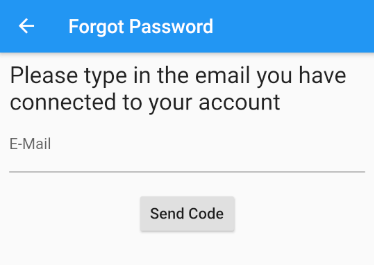 Forgot Password
Please type in the email you have
connected to your account
E-Mail
Send Code